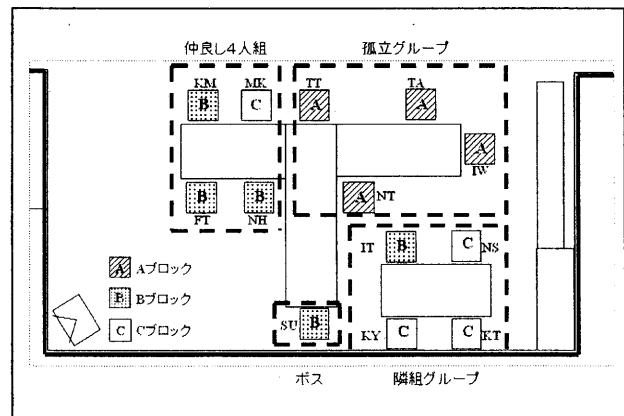 仲良し4人組 孤立グループ
KM MK TT TA
B C A A
A
IW
B B A NT
FT NH
IT B C NS
A Aブロック
B Bブロック
SU B
C Cブロック
KY C C KT
ボス 隣組グループ